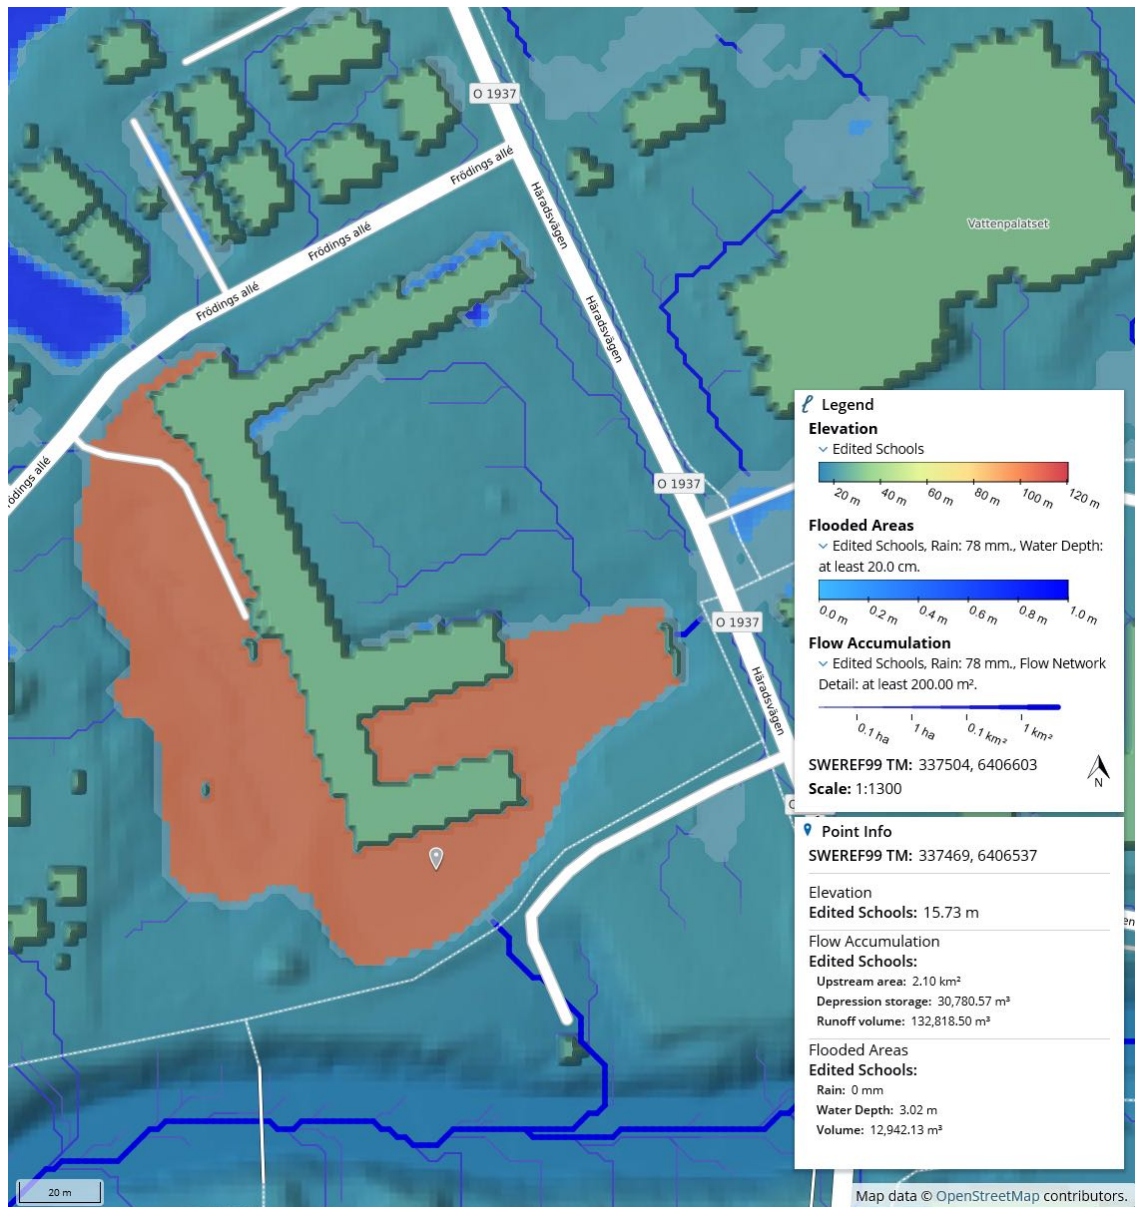 O 1937
Frödings allé
Häradsvägen
Frödings allé
Vattenpalatset
Frödings allé
Häradsvägen
O 1937
O 1937
Häradsvägen
Legend
Elevation
Edited Schools
20 m 40 m 60 m 80 m 100 m 120 m
Flooded Areas
Edited Schools, Rain: 78 mm., Water Depth:
at least 20.0 cm.
0.0 m 0.2 m 0.4 m 0.6 m 0.8 m 1.0 m
Flow Accumulation
Edited Schools, Rain: 78 mm., Flow Network
Detail: at least 200.00 m².
0.1 ha 1 ha 0.1 km² 1 km²
SWEREF99 TM: 337504, 6406603
Scale: 1:1300
N
Point Info
SWEREF99 TM: 337469, 6406537
Elevation
Edited Schools: 15.73 m
Flow Accumulation
Edited Schools:
Upstream area: 2.10 km²
Depression storage: 30,780.57 m³
Runoff volume: 132,818.50 m³
Flooded Areas
Edited Schools:
Rain: 0 mm
Water Depth: 3.02 m
Volume: 12,942.13 m³
20 m
Map data © OpenStreetMap contributors.